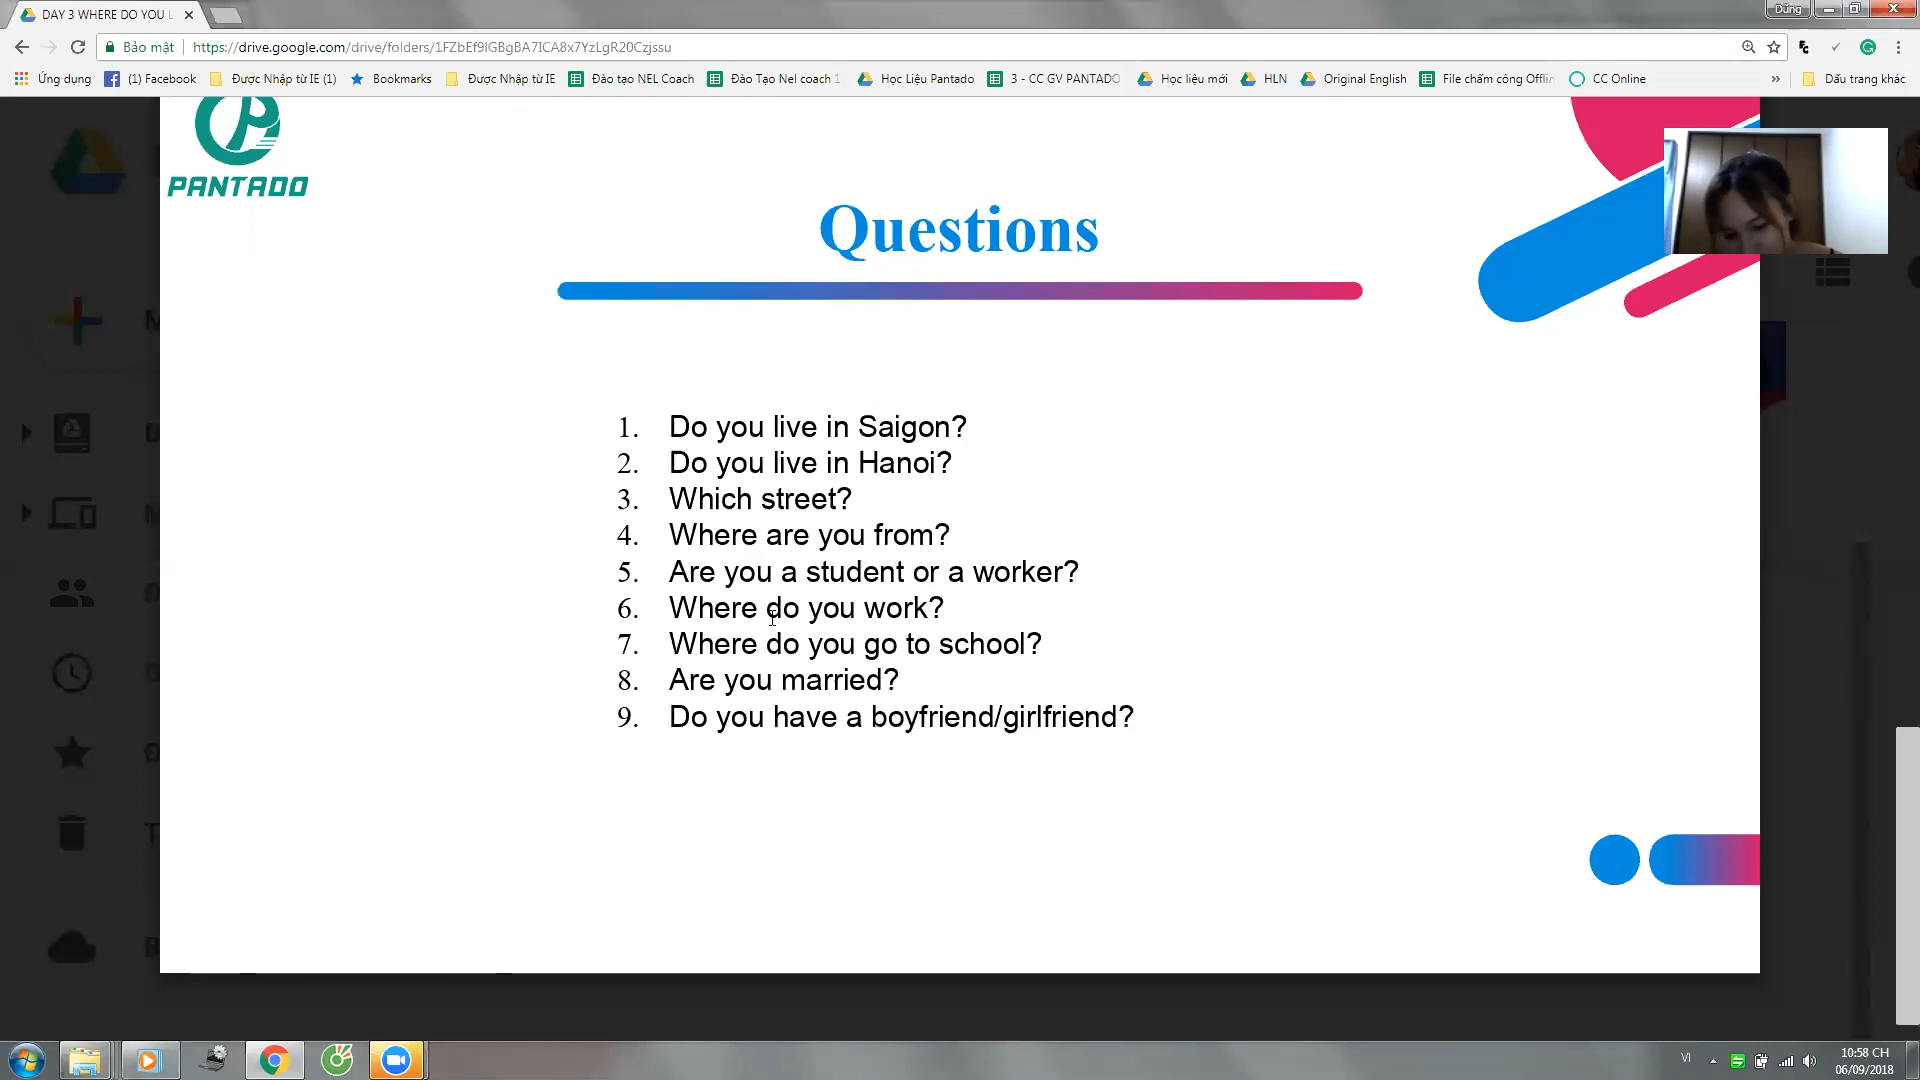 DAY 3 WHERE DO YOU L
Dũng
Bảo mật
https://drive.google.com/drive/folders/1FZbEf9lGBgBA7ICA8x7YzLgR20Czjssu
Ứng dụng
(1) Facebook
Được Nhập từ IE (1)
Bookmarks
Được Nhập từ IE
Đào tạo NEL Coach
Đào Tạo Nel coach 1
Học Liệu Pantado
3 - CC GV PANTADO
Học liệu mới
HLN
Original English
File chấm công Offlin
CC Online
»
Dấu trang khác
PANTADO
Questions
1. Do you live in Saigon?
2. Do you live in Hanoi?
3. Which street?
4. Where are you from?
5. Are you a student or a worker?
6. Where do you work?
7. Where do you go to school?
8. Are you married?
9. Do you have a boyfriend/girlfriend?
VI
10:58 CH
06/09/2018